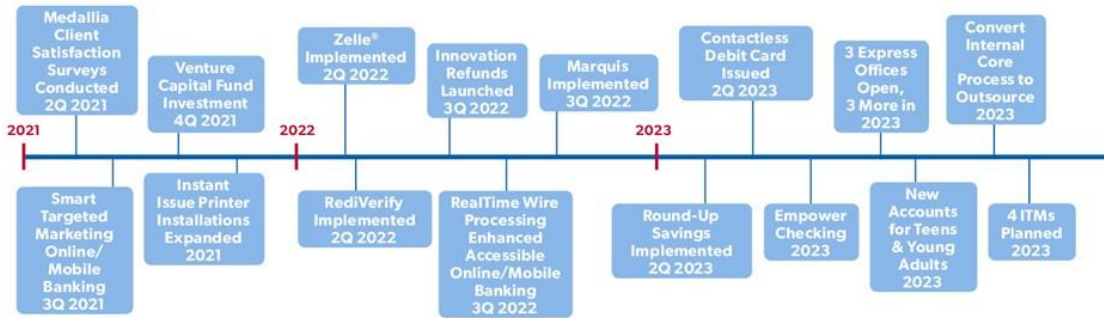 Medallia
Client
Satisfaction
Surveys
Conducted
2Q 2021
Venture
Capital Fund
Investment
4Q 2021
Zelle®
Implemented
2Q 2022
Innovation
Refunds
Launched
3Q 2022
Marquis
Implemented
3Q 2022
Contactless
Debit Card
Issued
2Q 2023
3 Express
Offices
Open,
3 More in
2023
Convert
Internal
Core
Process to
Outsource
2023
2021
2022
2023
Smart
Targeted
Marketing
Online/
Mobile
Banking
3Q 2021
Instant
Issue Printer
Installations
Expanded
2021
RediVerify
Implemented
2Q 2022
RealTime Wire
Processing
Enhanced
Accessible
Online/Mobile
Banking
3Q 2022
Round-Up
Savings
Implemented
2Q 2023
Empower
Checking
2023
New
Accounts
for Teens
& Young
Adults
2023
4 ITMs
Planned
2023